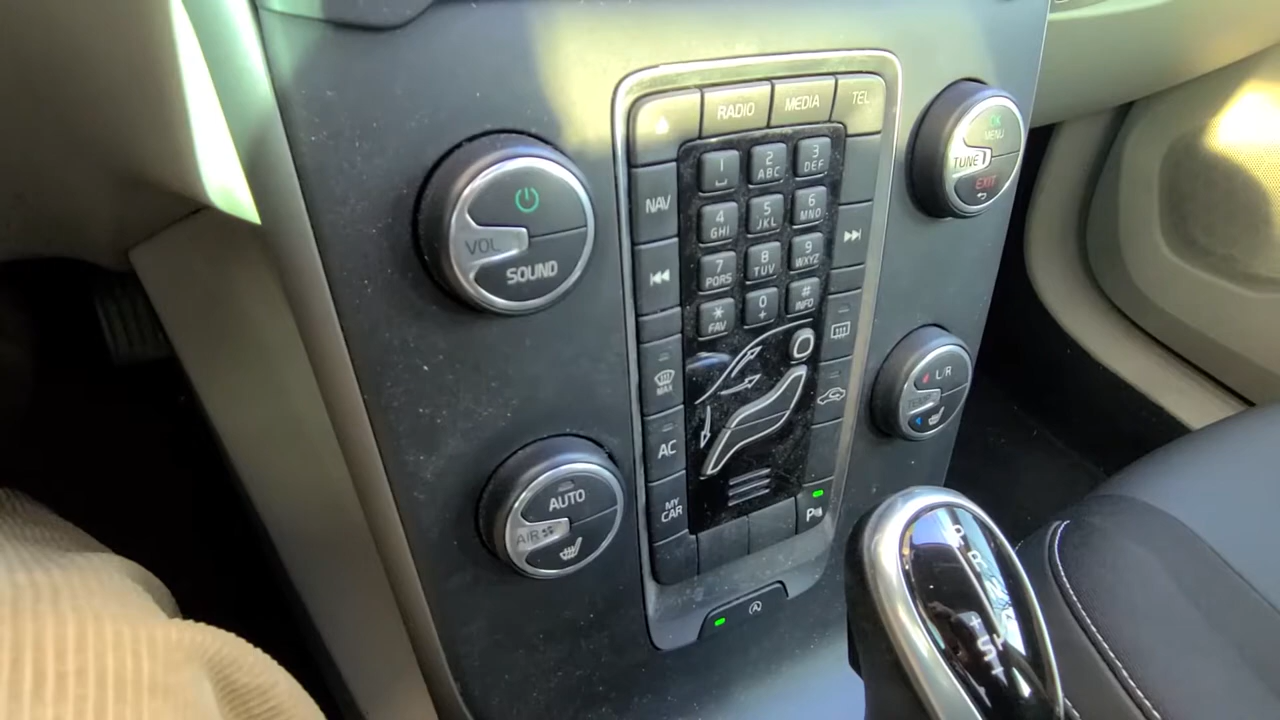 RADIO
MEDIA
TEL
1
2
ABC
3
DEF
OK
MENU
TUNE
EXIT
NAV
4
GHI
5
JKL
6
MNO
VOL
SOUND
7
PQRS
8
TUV
9
WXYZ
*
FAV
0
+
#
INFO
MAX
L/R
TEMP
AC
AUTO
AIR
MY
CAR
P
A
P
R
+
S